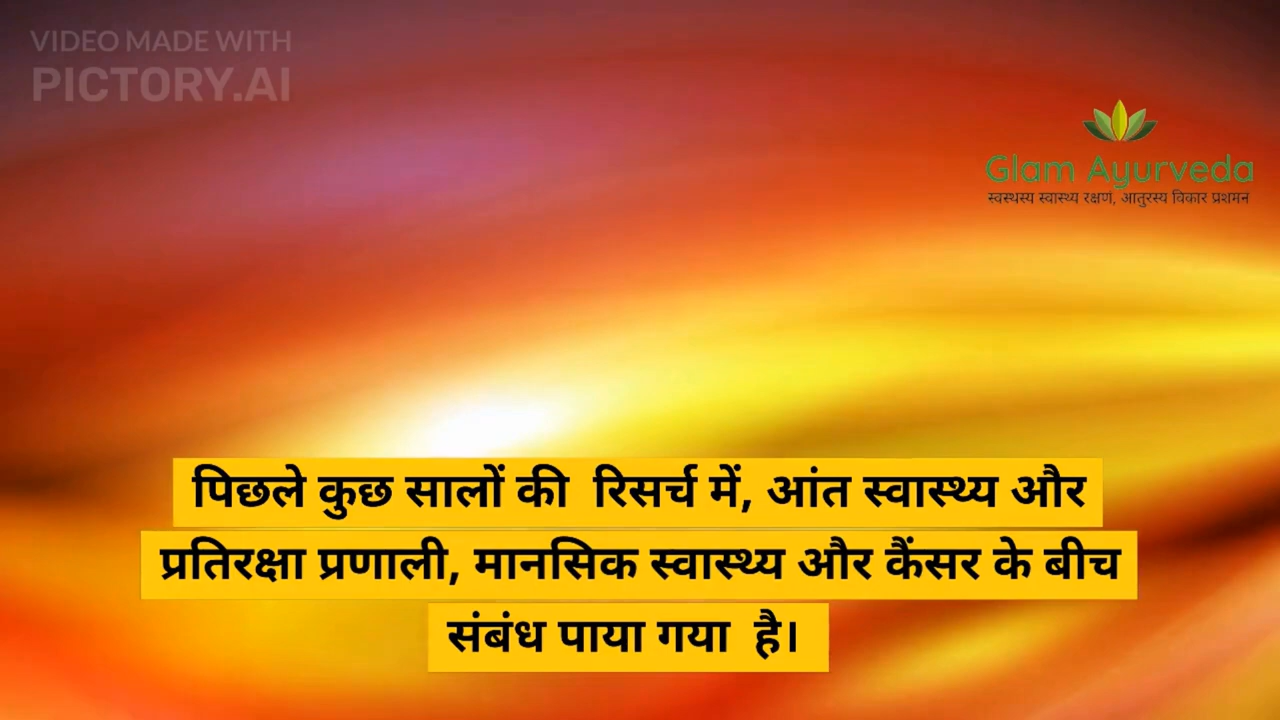 VIDEO MADE WITH
PICTORY.AI
Glam Ayurveda
स्वस्थस्य स्वास्थ्य रक्षणं, आतुरस्य विकार प्रशमन
पिछले कुछ सालों की रिसर्च में, आंत स्वास्थ्य और
प्रतिरक्षा प्रणाली, मानसिक स्वास्थ्य और कैंसर के बीच
संबंध पाया गया है।